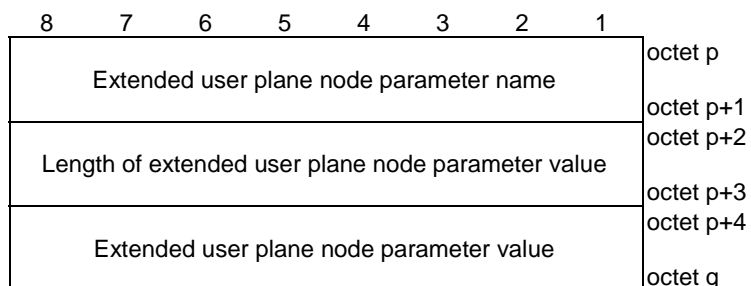 8 7 6 5 4 3 2 1
octet p
Extended user plane node parameter name
octet p+1
octet p+2
Length of extended user plane node parameter value
octet p+3
octet p+4
Extended user plane node parameter value
octet q